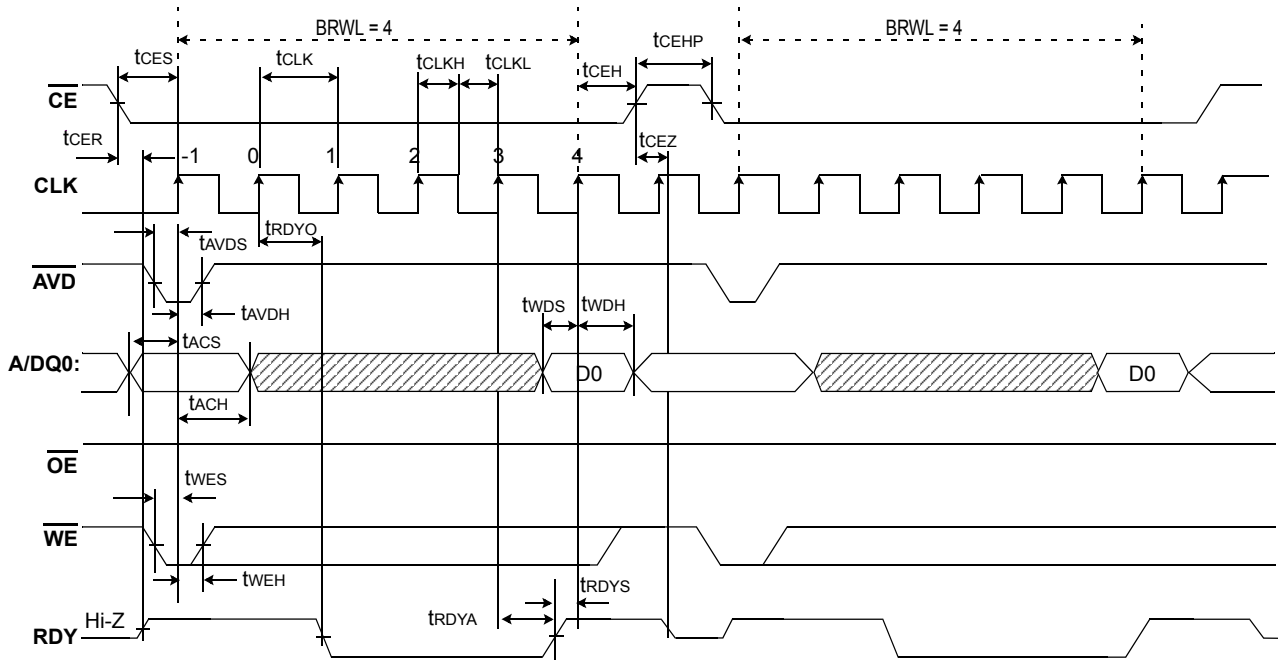 BRWL = 4 BRWL = 4
tCES tCLK tCLKH tCLKL tCEH tCEHP
CE
tCER tCEZ
-1 0 1 2 3 4
CLK
tAVDS tRDYO
AVD
tAVDH tWDS tWDH
tACS
A/DQ0: D0 D0
tACH
OE
tWES
WE
tWEH tRDYS
Hi-Z tRDYA
RDY